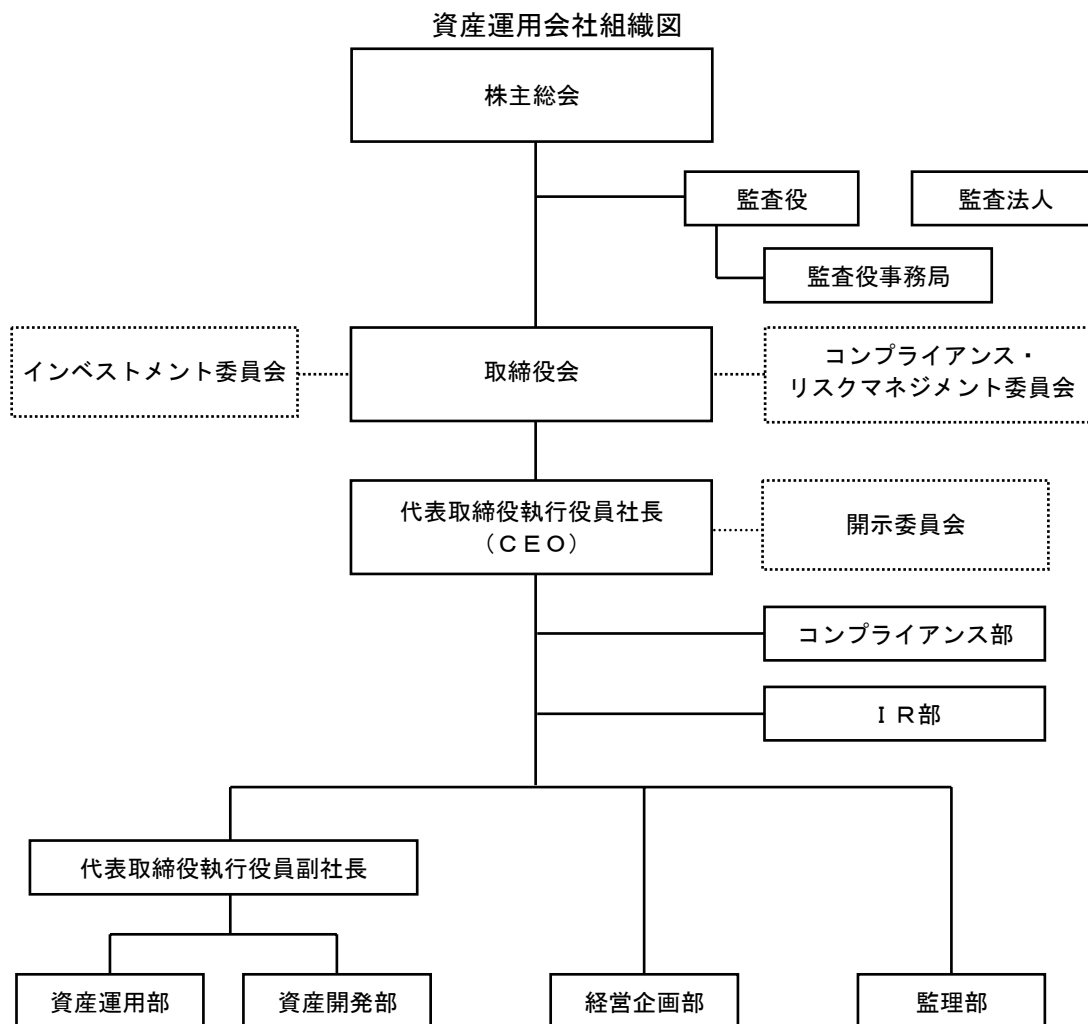 資産運用会社組織図
株主総会
監査役
監査法人
監査役事務局
インベストメント委員会
取締役会
コンプライアンス・
リスクマネジメント委員会
代表取締役執行役員社長
（ＣＥＯ）
開示委員会
コンプライアンス部
ＩＲ部
代表取締役執行役員副社長
資産運用部
資産開発部
経営企画部
監理部